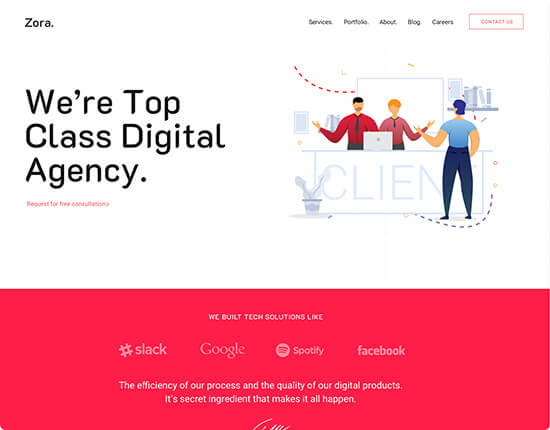 Zora.
Services.
Portfolio.
About.
Blog.
Careers
CONTACT US
We're Top
Class Digital
Agency.
Request for free consultation>
CLIENT
WE BUILT TECH SOLUTIONS LIKE
slack
Google
Spotify
facebook
The efficiency of our process and the quality of our digital products.
It's secret ingredient that makes it all happen.